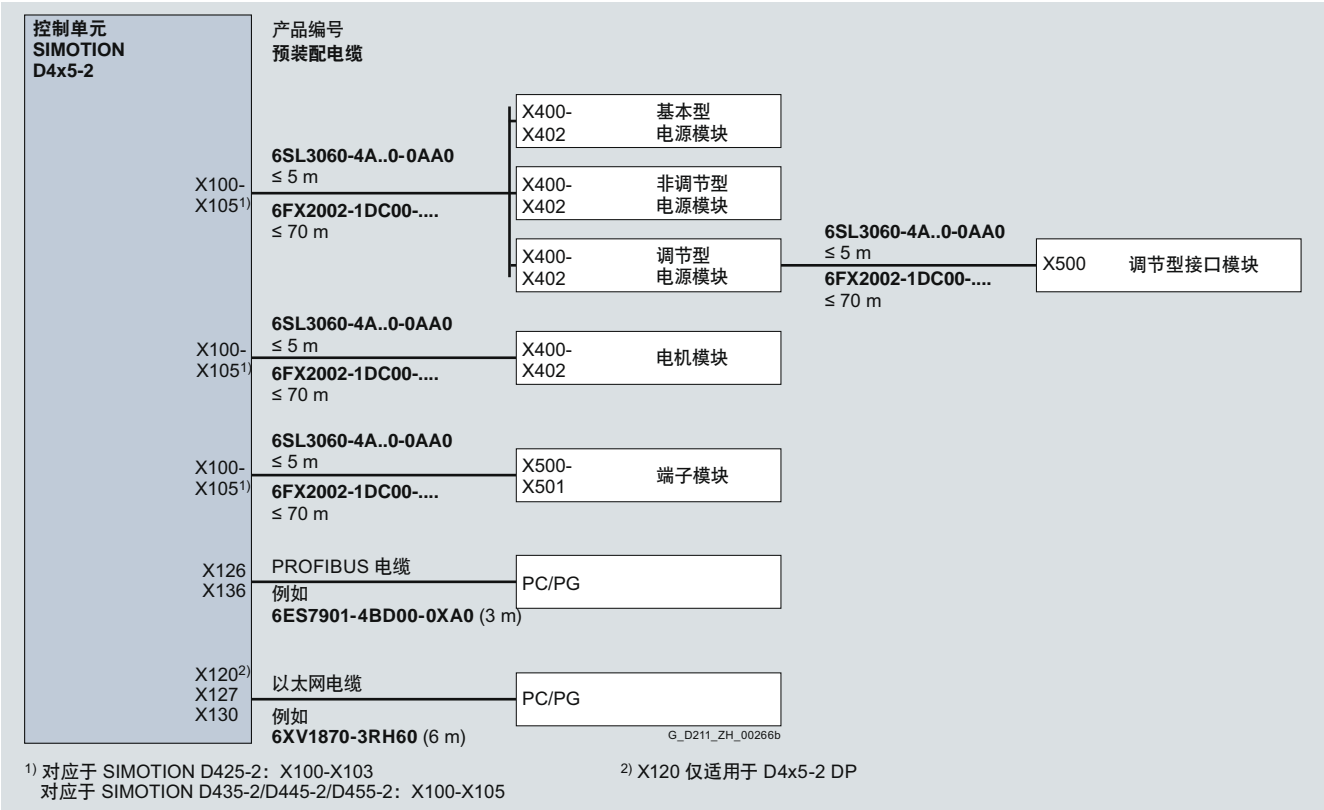 控制单元
SIMOTION
D4x5-2
产品编号
预装配电缆
X400-
X402
基本型
电源模块
6SL3060-4A..0-0AA0
≤ 5 m
X100-
X105¹⁾
6FX2002-1DC00-....
≤ 70 m
X400-
X402
非调节型
电源模块
X400-
X402
调节型
电源模块
6SL3060-4A..0-0AA0
≤ 5 m
6FX2002-1DC00-....
≤ 70 m
X500 调节型接口模块
6SL3060-4A..0-0AA0
≤ 5 m
X100-
X105¹⁾
6FX2002-1DC00-....
≤ 70 m
X400-
X402
电机模块
6SL3060-4A..0-0AA0
≤ 5 m
X100-
X105¹⁾
6FX2002-1DC00-....
≤ 70 m
X500-
X501
端子模块
X126
X136
PROFIBUS 电缆
例如
6ES7901-4BD00-0XA0 (3 m)
PC/PG
X120²⁾
X127
X130
以太网电缆
例如
6XV1870-3RH60 (6 m)
PC/PG
G_D211_ZH_00266b
¹⁾ 对应于 SIMOTION D425-2：X100-X103
对应于 SIMOTION D435-2/D445-2/D455-2：X100-X105
²⁾ X120 仅适用于 D4x5-2 DP